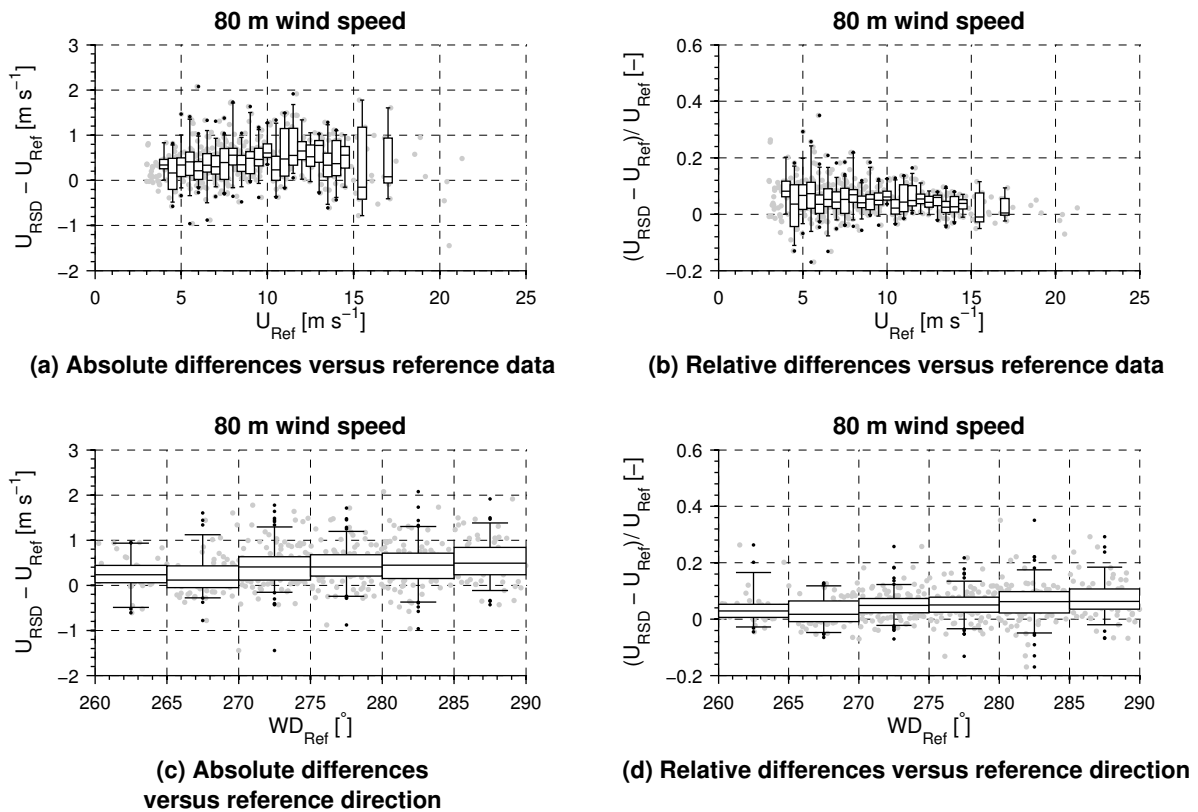 80 m wind speed
3
2
1
0
−1
−2
U_RSD − U_Ref [m s⁻¹]
0 5 10 15 20 25
U_Ref [m s⁻¹]
(a) Absolute differences versus reference data
80 m wind speed
0.6
0.4
0.2
0
−0.2
(U_RSD − U_Ref)/ U_Ref [−]
0 5 10 15 20 25
U_Ref [m s⁻¹]
(b) Relative differences versus reference data
80 m wind speed
3
2
1
0
−1
−2
U_RSD − U_Ref [m s⁻¹]
260 265 270 275 280 285 290
WD_Ref [°]
(c) Absolute differences
versus reference direction
80 m wind speed
0.6
0.4
0.2
0
−0.2
(U_RSD − U_Ref)/ U_Ref [−]
260 265 270 275 280 285 290
WD_Ref [°]
(d) Relative differences versus reference direction